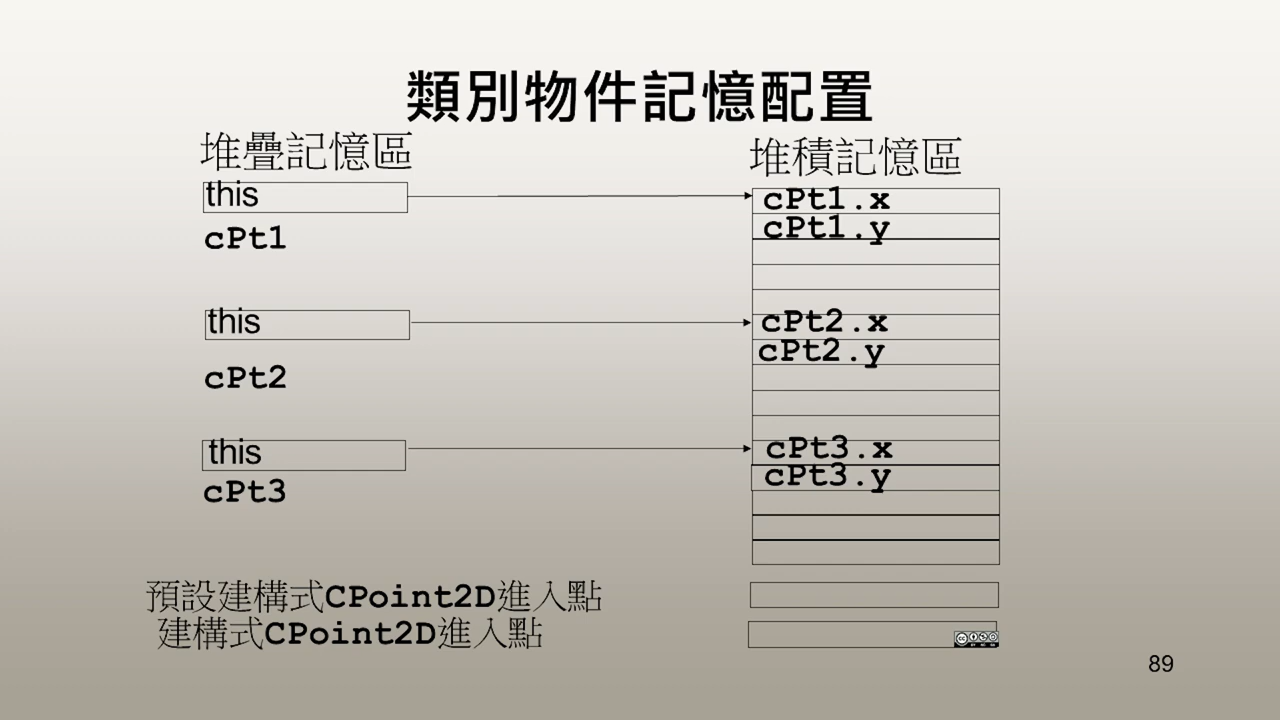 類別物件記憶配置
堆疊記憶區
堆積記憶區
this
cPt1.x
cPt1.y
cPt1
this
cPt2.x
cPt2.y
cPt2
this
cPt3.x
cPt3.y
cPt3
預設建構式CPoint2D進入點
建構式CPoint2D進入點
89